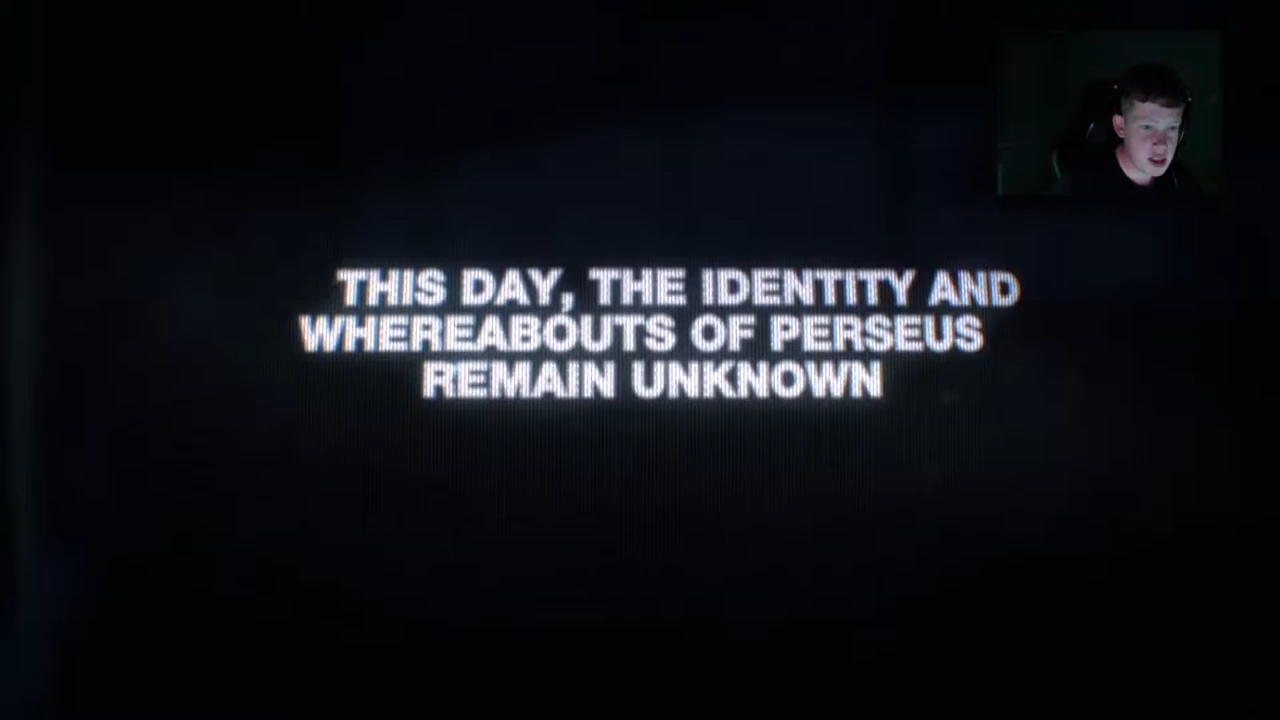 THIS DAY, THE IDENTITY AND
WHEREABOUTS OF PERSEUS
REMAIN UNKNOWN